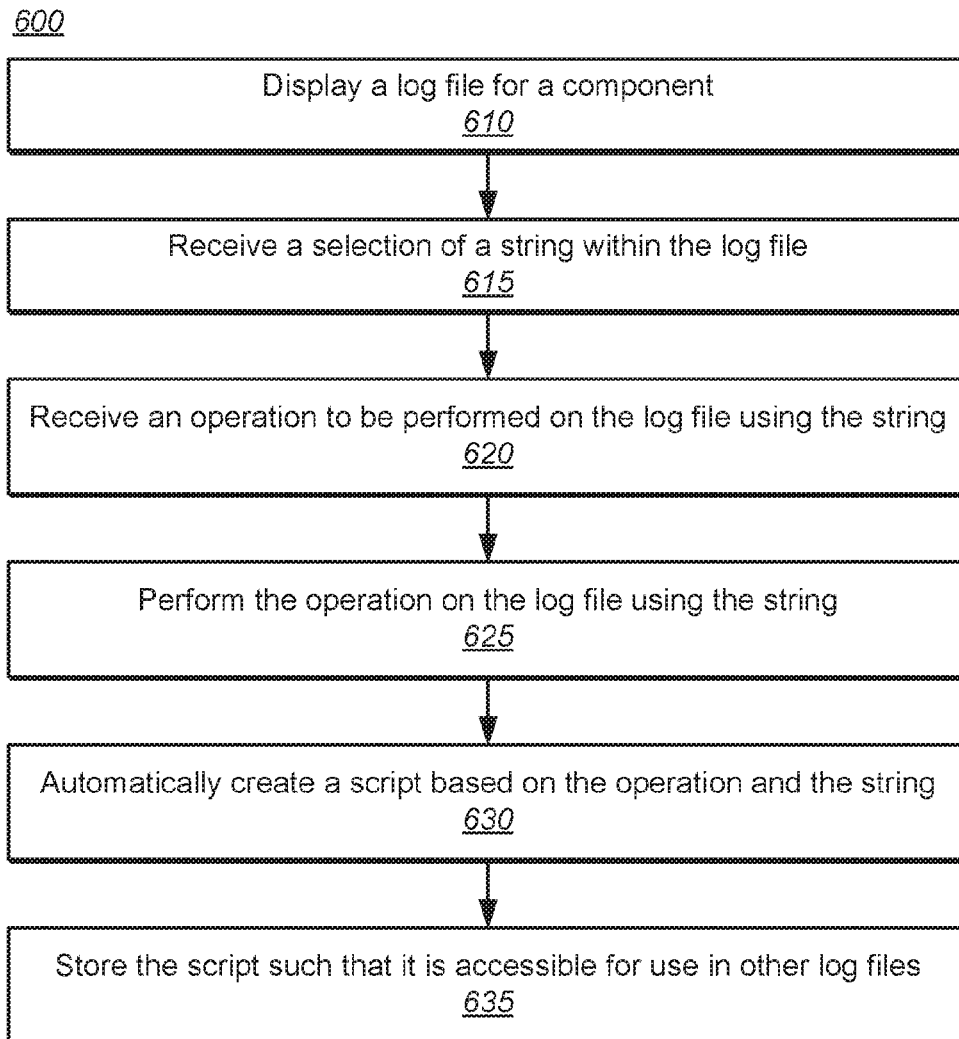 600
Display a log file for a component
610
Receive a selection of a string within the log file
615
Receive an operation to be performed on the log file using the string
620
Perform the operation on the log file using the string
625
Automatically create a script based on the operation and the string
630
Store the script such that it is accessible for use in other log files
635